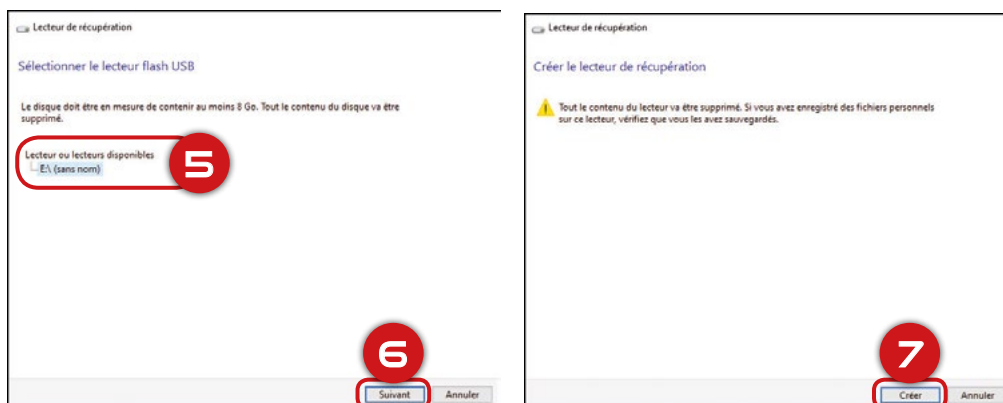 Lecteur de récupération
Sélectionner le lecteur flash USB
Le disque doit être en mesure de contenir au moins 8 Go. Tout le contenu du disque va être
supprimé.
Lecteur ou lecteurs disponibles
E:\ (sans nom)
5
6
Suivant Annuler
Lecteur de récupération
Créer le lecteur de récupération
Tout le contenu du lecteur va être supprimé. Si vous avez enregistré des fichiers personnels
sur ce lecteur, vérifiez que vous les avez sauvegardés.
7
Créer Annuler